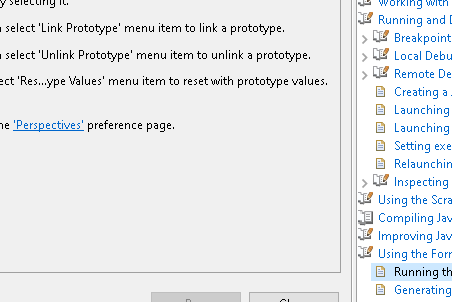 y selecting it.
select 'Link Prototype' menu item to link a prototype.
select 'Unlink Prototype' menu item to unlink a prototype.
ect 'Res...ype Values' menu item to reset with prototype values.
he 'Perspectives' preference page.
Working with
Running and D
Breakpoint
Local Debu
Remote De
Creating a
Launching
Launching
Setting exe
Relaunchin
Inspecting
Using the Scra
Compiling Jav
Improving Jav
Using the Form
Running th
Generating